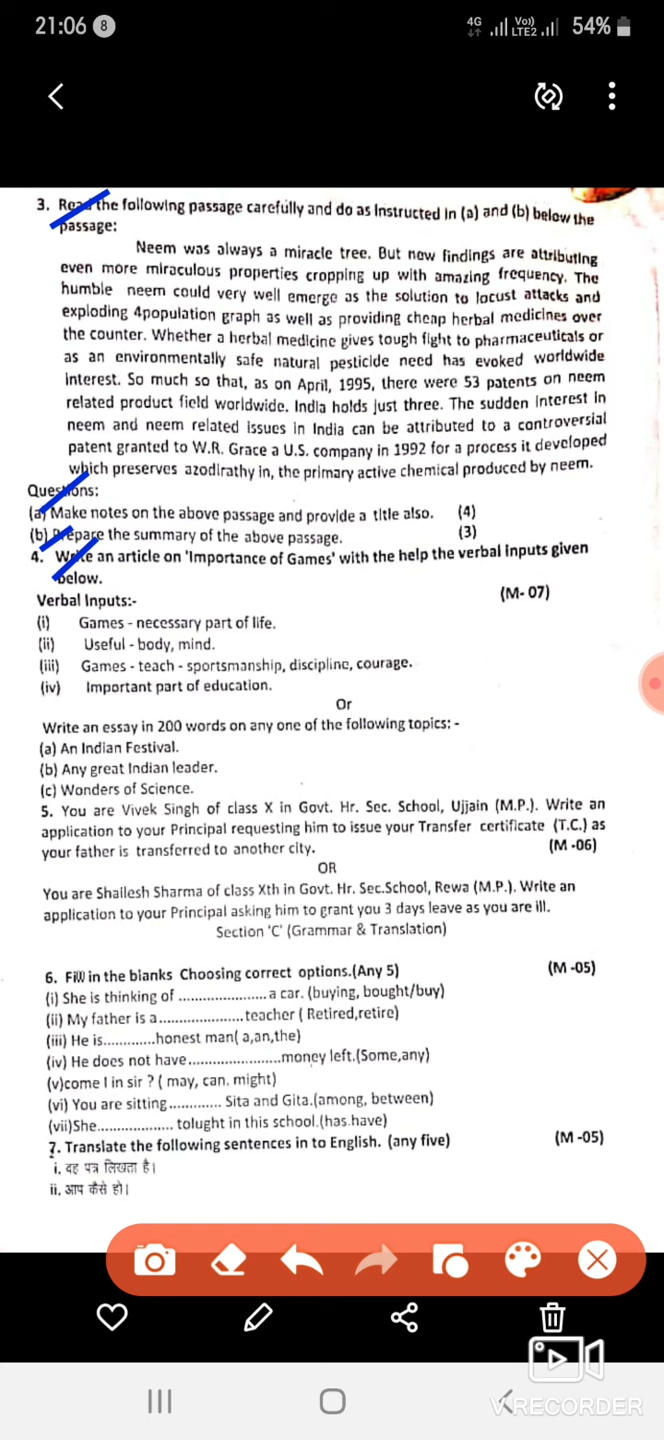 21:06 8 4G Vo)) LTE2 54%
3. Read the following passage carefully and do as instructed in (a) and (b) below the
passage:
Neem was always a miracle tree. But new findings are attributing
even more miraculous properties cropping up with amazing frequency. The
humble neem could very well emerge as the solution to locust attacks and
exploding 4population graph as well as providing cheap herbal medicines over
the counter. Whether a herbal medicine gives tough fight to pharmaceuticals or
as an environmentally safe natural pesticide need has evoked worldwide
interest. So much so that, as on April, 1995, there were 53 patents on neem
related product field worldwide. India holds just three. The sudden interest in
neem and neem related issues in India can be attributed to a controversial
patent granted to W.R. Grace a U.S. company in 1992 for a process it developed
which preserves azodirathy in, the primary active chemical produced by neem.
Questions:
(a) Make notes on the above passage and provide a title also. (4)
(b) Prepare the summary of the above passage. (3)
4. Write an article on 'Importance of Games' with the help the verbal inputs given
below.
(M- 07)
Verbal Inputs:-
(i) Games - necessary part of life.
(ii) Useful - body, mind.
(iii) Games - teach - sportsmanship, discipline, courage.
(iv) Important part of education.
Or
Write an essay in 200 words on any one of the following topics: -
(a) An Indian Festival.
(b) Any great Indian leader.
(c) Wonders of Science.
5. You are Vivek Singh of class X in Govt. Hr. Sec. School, Ujjain (M.P.). Write an
application to your Principal requesting him to issue your Transfer certificate (T.C.) as
your father is transferred to another city. (M -06)
OR
You are Shailesh Sharma of class Xth in Govt. Hr. Sec.School, Rewa (M.P.). Write an
application to your Principal asking him to grant you 3 days leave as you are ill.
Section 'C' (Grammar & Translation)
6. Fill in the blanks Choosing correct options.(Any 5) (M -05)
(i) She is thinking of ......................a car. (buying, bought/buy)
(ii) My father is a.....................teacher ( Retired,retire)
(iii) He is.............honest man( a,an,the)
(iv) He does not have.......................money left.(Some,any)
(v)come I in sir ? ( may, can. might)
(vi) You are sitting............. Sita and Gita.(among, between)
(vii)She................... tolught in this school.(has.have)
7. Translate the following sentences in to English. (any five) (M -05)
i. वह पत्र लिखता है।
ii. आप कैसे हो।
V RECORDER